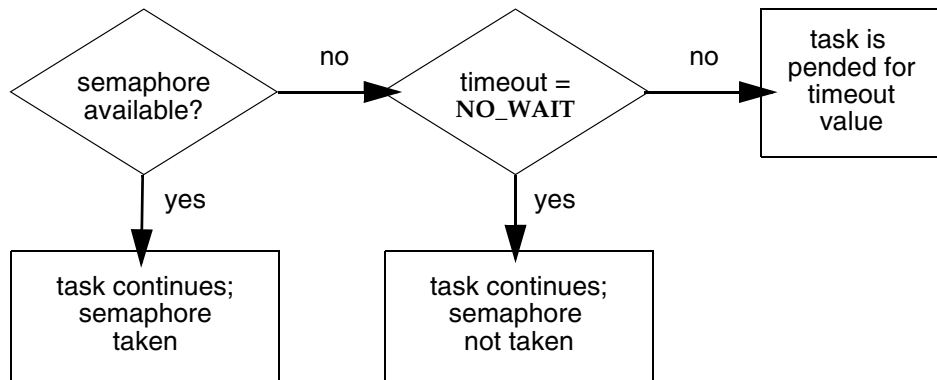 semaphore
available?
no
timeout =
NO_WAIT
no
task is
pended for
timeout
value
yes
yes
task continues;
semaphore
taken
task continues;
semaphore
not taken